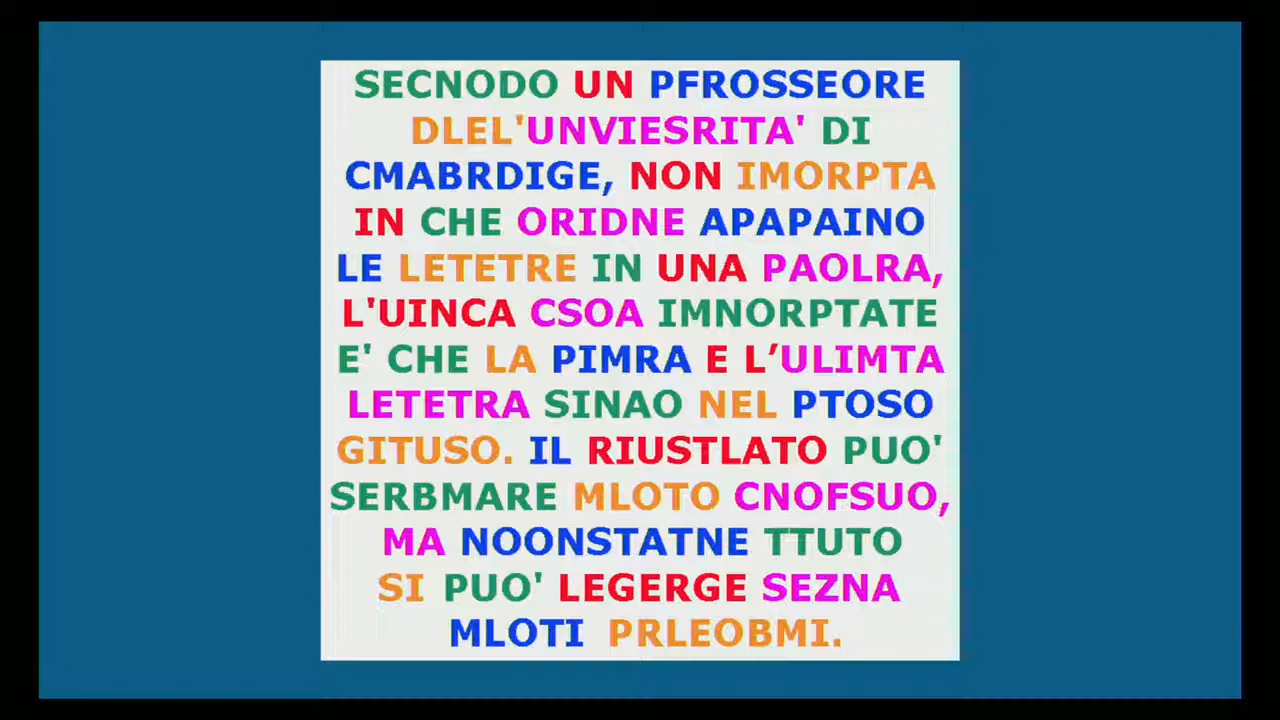 SECNODO UN PFROSSEORE
DLEL'UNVIESRITA' DI
CMABRDIGE, NON IMORPTA
IN CHE ORIDNE APAPAINO
LE LETETRE IN UNA PAOLRA,
L'UINCA CSOA IMNORPTATE
E' CHE LA PIMRA E L’ULIMTA
LETETRA SINAO NEL PTOSO
GITUSO. IL RIUSTLATO PUO'
SERBMARE MLOTO CNOFSUO,
MA NOONSTATNE TTUTO
SI PUO' LEGERGE SEZNA
MLOTI PRLEOBMI.